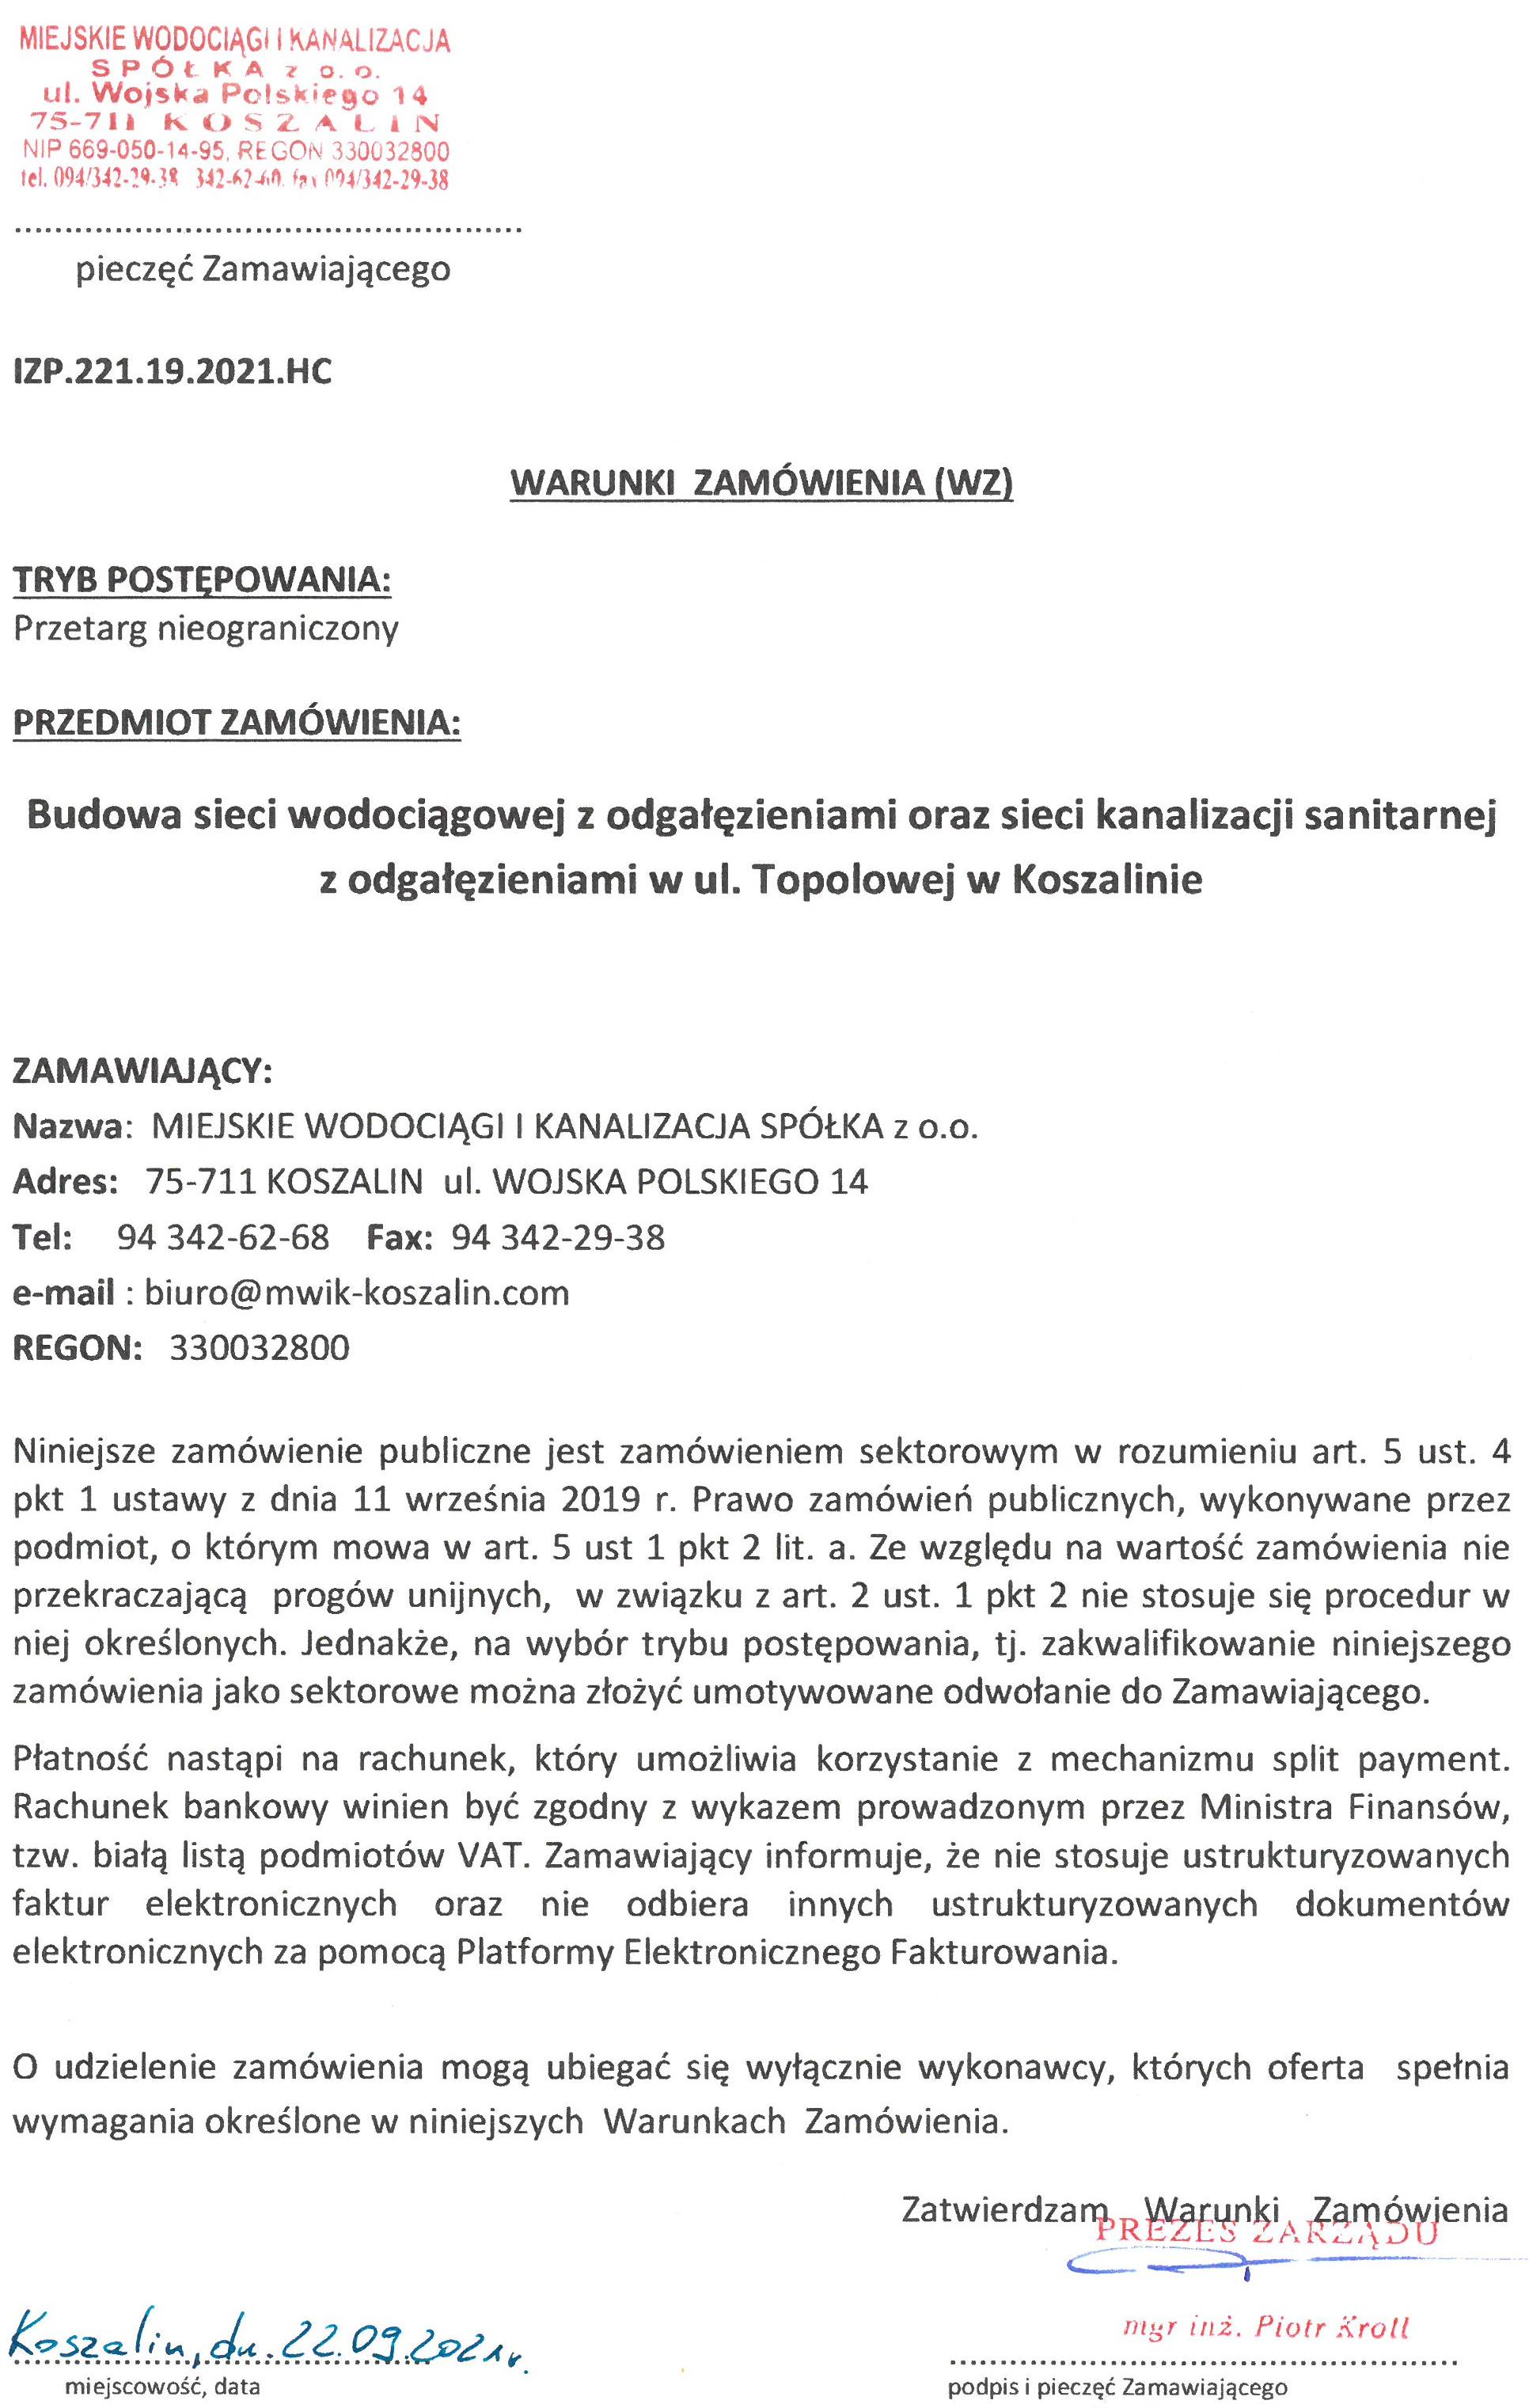 MIEJSKIE WODOCIĄGI I KANALIZACJA
SPÓŁKA z o.o.
ul. Wojska Polskiego 14
75-711 KOSZALIN
NIP 669-050-14-95, REGON 330032800
tel. 094/342-29-38 342-62-60, fax 094/342-29-38
pieczęć Zamawiającego
IZP.221.19.2021.HC
WARUNKI ZAMÓWIENIA (WZ)
TRYB POSTĘPOWANIA:
Przetarg nieograniczony
PRZEDMIOT ZAMÓWIENIA:
Budowa sieci wodociągowej z odgałęzieniami oraz sieci kanalizacji sanitarnej
z odgałęzieniami w ul. Topolowej w Koszalinie
ZAMAWIAJĄCY:
Nazwa: MIEJSKIE WODOCIĄGI I KANALIZACJA SPÓŁKA z o.o.
Adres: 75-711 KOSZALIN ul. WOJSKA POLSKIEGO 14
Tel: 94 342-62-68 Fax: 94 342-29-38
e-mail : biuro@mwik-koszalin.com
REGON: 330032800
Niniejsze zamówienie publiczne jest zamówieniem sektorowym w rozumieniu art. 5 ust. 4
pkt 1 ustawy z dnia 11 września 2019 r. Prawo zamówień publicznych, wykonywane przez
podmiot, o którym mowa w art. 5 ust 1 pkt 2 lit. a. Ze względu na wartość zamówienia nie
przekraczającą progów unijnych, w związku z art. 2 ust. 1 pkt 2 nie stosuje się procedur w
niej określonych. Jednakże, na wybór trybu postępowania, tj. zakwalifikowanie niniejszego
zamówienia jako sektorowe można złożyć umotywowane odwołanie do Zamawiającego.
Płatność nastąpi na rachunek, który umożliwia korzystanie z mechanizmu split payment.
Rachunek bankowy winien być zgodny z wykazem prowadzonym przez Ministra Finansów,
tzw. białą listą podmiotów VAT. Zamawiający informuje, że nie stosuje ustrukturyzowanych
faktur elektronicznych oraz nie odbiera innych ustrukturyzowanych dokumentów
elektronicznych za pomocą Platformy Elektronicznego Fakturowania.
O udzielenie zamówienia mogą ubiegać się wyłącznie wykonawcy, których oferta spełnia
wymagania określone w niniejszych Warunkach Zamówienia.
Zatwierdzam Warunki Zamówienia
PREZES ZARZĄDU
mgr inż. Piotr Kroll
Koszalin, dn. 22.09.2021r.
miejscowość, data
podpis i pieczęć Zamawiającego